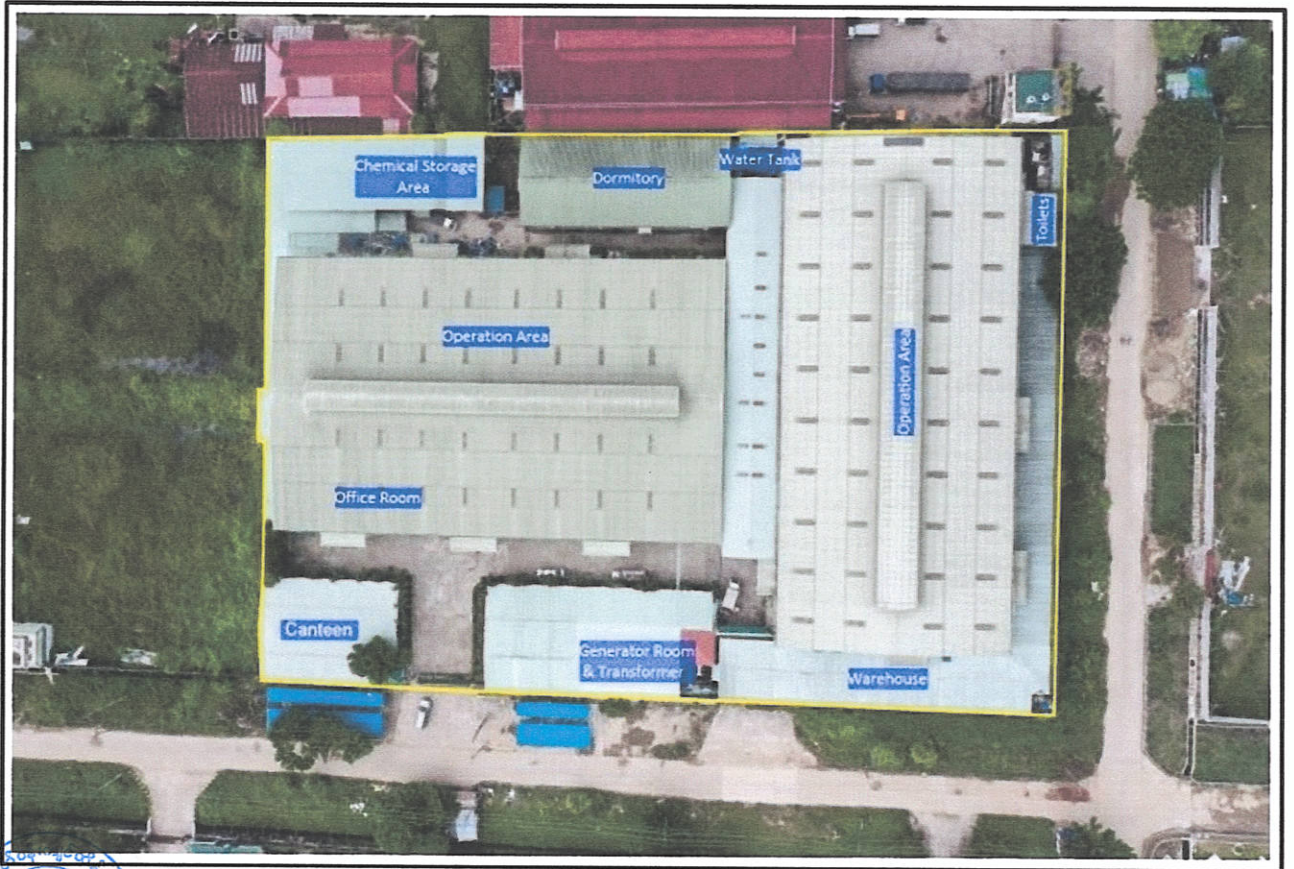 Chemical Storage
Area
Dormitory
Water Tank
Toilets
Operation Area
Operation Area
Office Room
Canteen
Generator Room
& Transformer
Warehouse